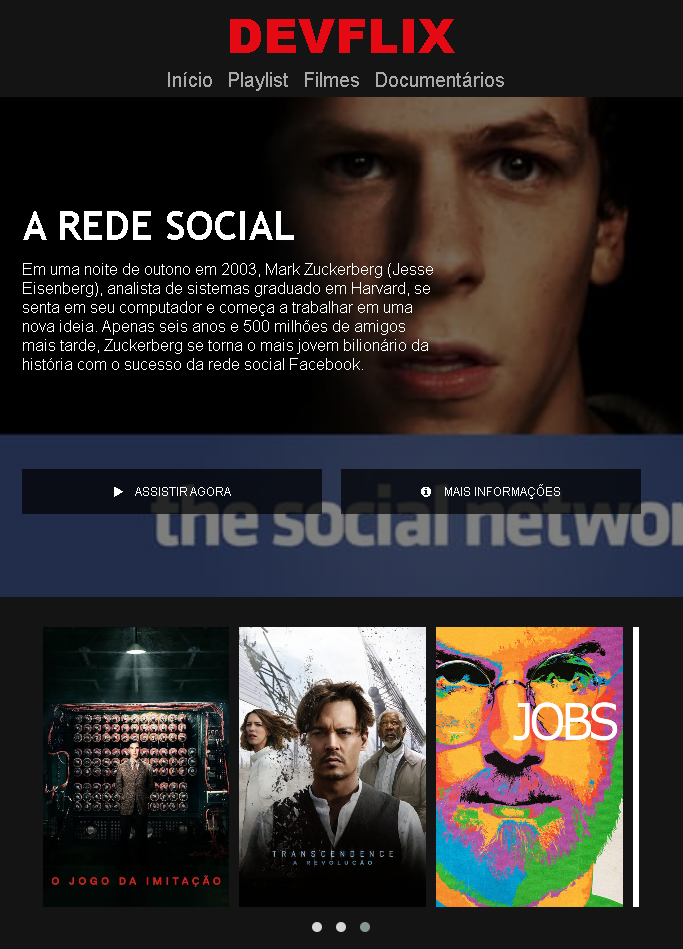 DEVFLIX
Início Playlist Filmes Documentários
A REDE SOCIAL
Em uma noite de outono em 2003, Mark Zuckerberg (Jesse
Eisenberg), analista de sistemas graduado em Harvard, se
senta em seu computador e começa a trabalhar em uma
nova ideia. Apenas seis anos e 500 milhões de amigos
mais tarde, Zuckerberg se torna o mais jovem bilionário da
história com o sucesso da rede social Facebook.
ASSISTIR AGORA MAIS INFORMAÇÕES
the social networ
JOBS
TRANSCENDENCE
A REVOLUÇÃO
O JOGO DA IMITAÇÃO